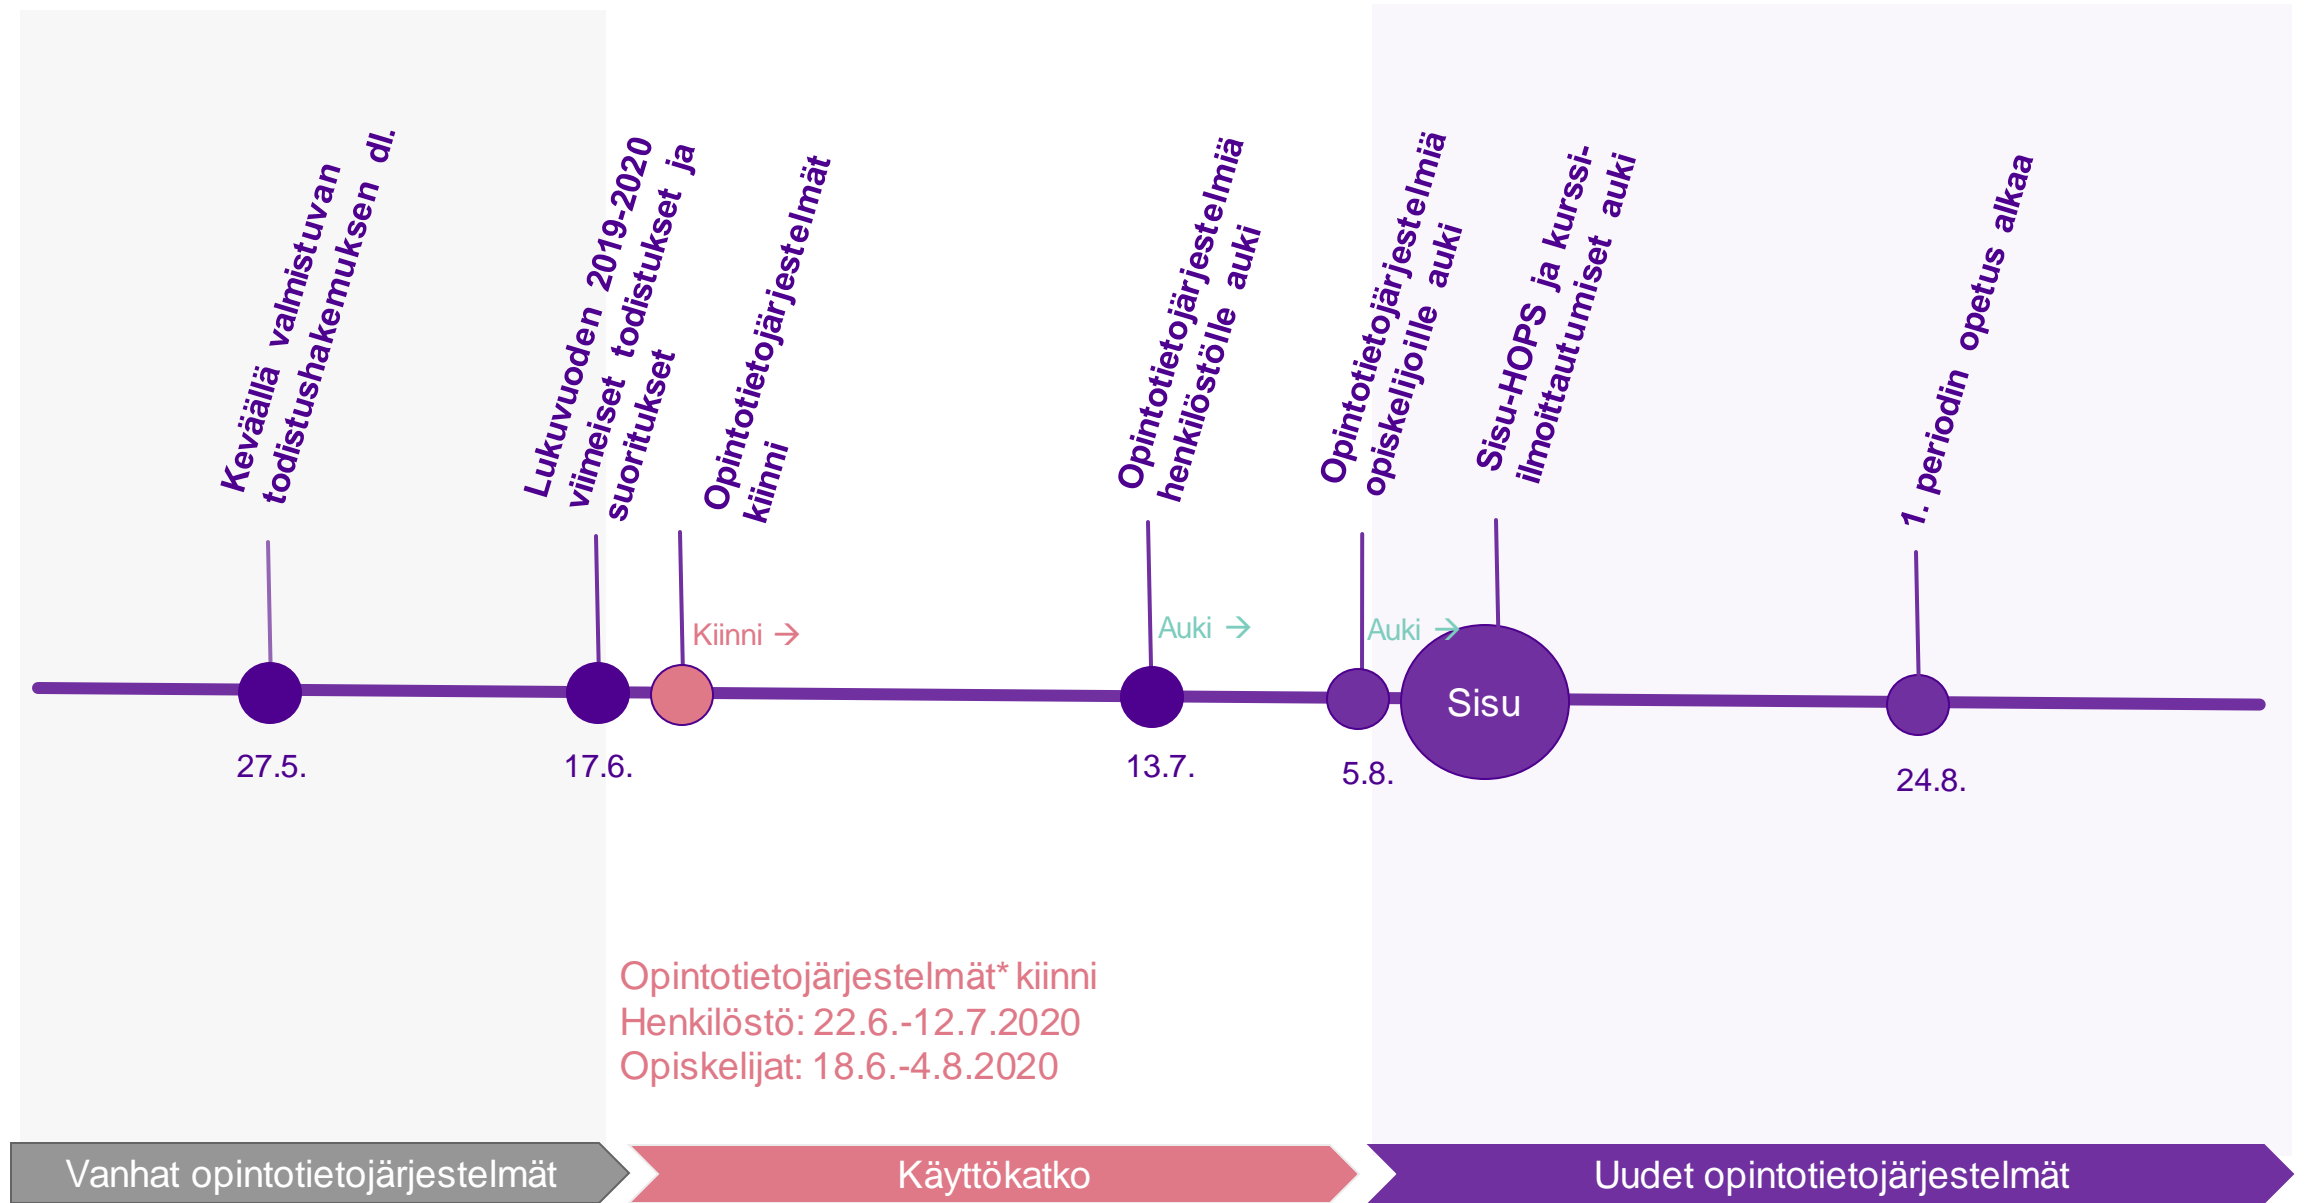 Keväällä valmistuvan
todistushakemuksen dl.
Lukuvuoden 2019-2020
viimeiset todistukset ja
suoritukset
Opintotietojärjestelmät
kiinni
Opintotietojärjestelmiä
henkilöstölle auki
Opintotietojärjestelmiä
opiskelijoille auki
Sisu-HOPS ja kurssi-
ilmoittautumiset auki
1. periodin opetus alkaa
Kiinni →
Auki →
Auki →
Sisu
27.5.
17.6.
13.7.
5.8.
24.8.
Opintotietojärjestelmät* kiinni
Henkilöstö: 22.6.-12.7.2020
Opiskelijat: 18.6.-4.8.2020
Vanhat opintotietojärjestelmät
Käyttökatko
Uudet opintotietojärjestelmät